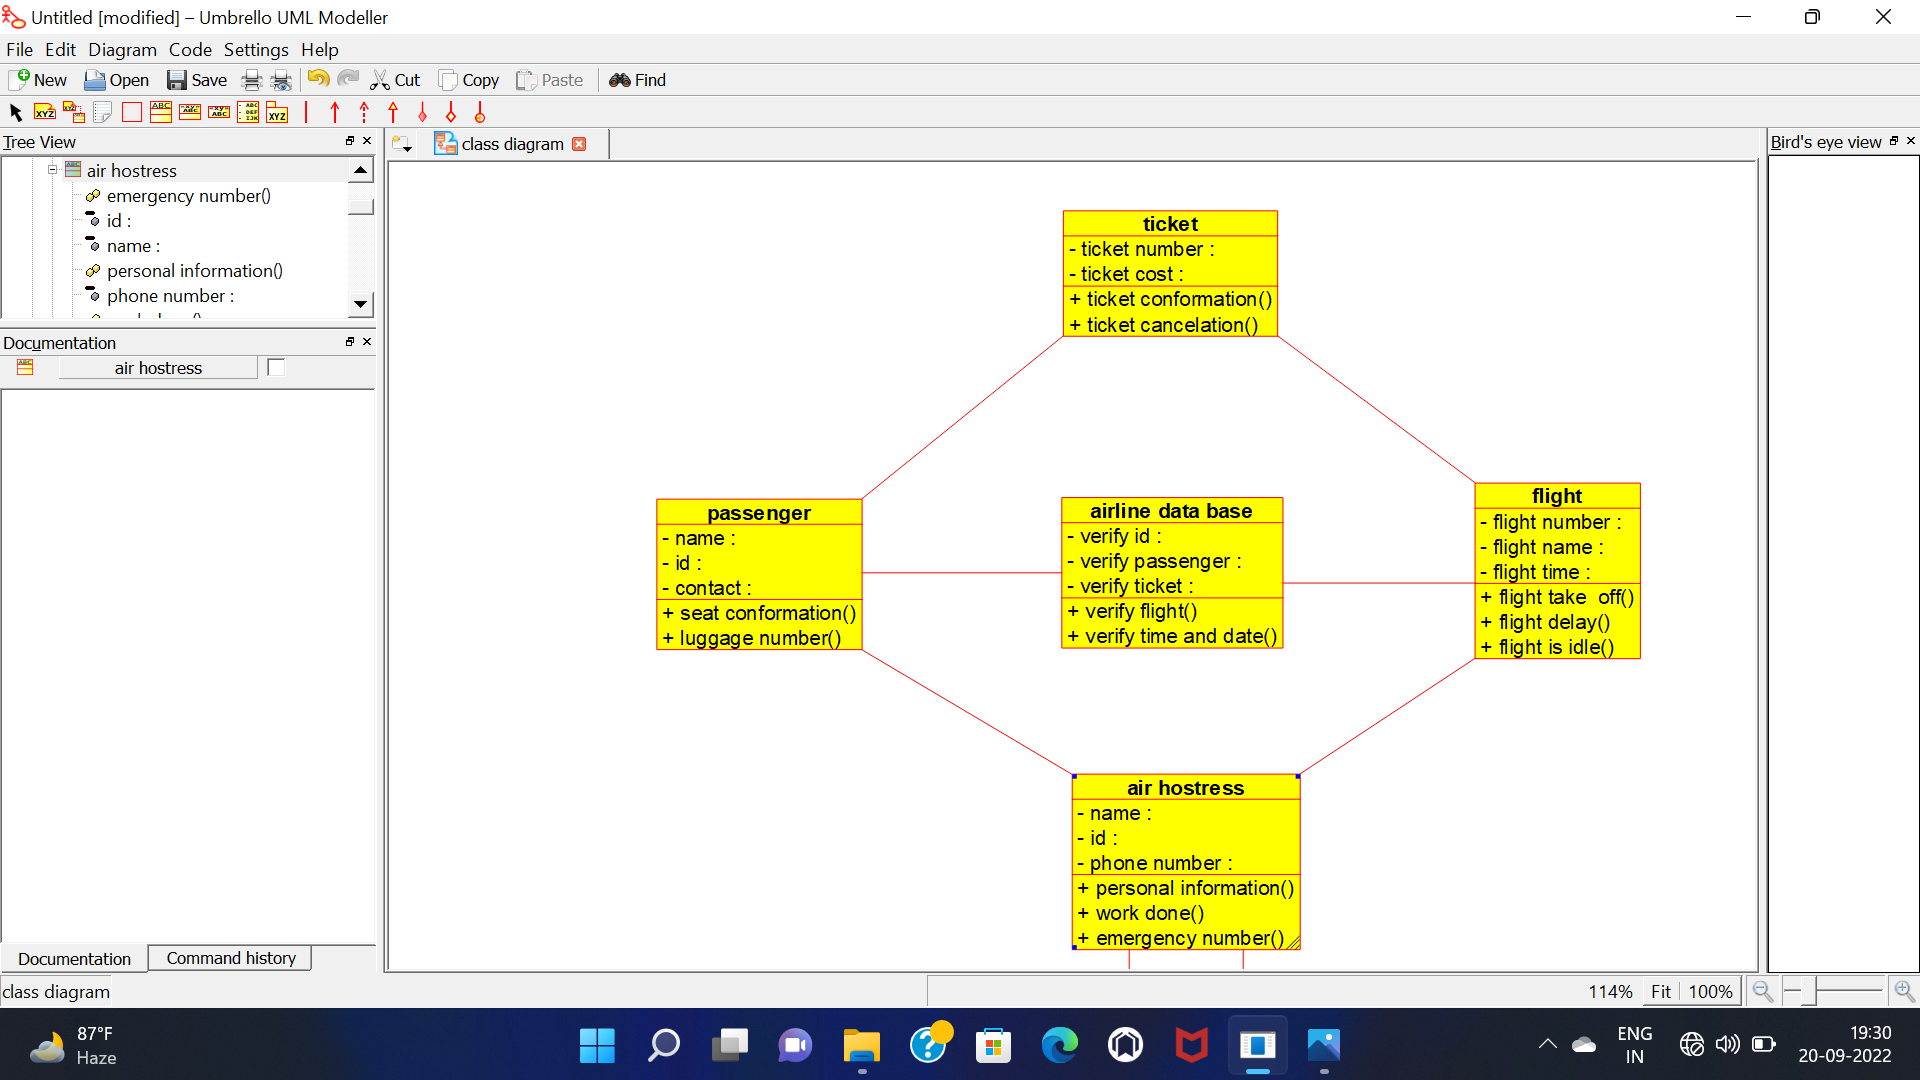 Untitled [modified] – Umbrello UML Modeller
File Edit Diagram Code Settings Help
New Open Save Cut Copy Paste Find
Tree View
class diagram
Bird's eye view
air hostress
emergency number()
id :
name :
personal information()
phone number :
Documentation
air hostress
ticket
- ticket number :
- ticket cost :
+ ticket conformation()
+ ticket cancelation()
passenger
- name :
- id :
- contact :
+ seat conformation()
+ luggage number()
airline data base
- verify id :
- verify passenger :
- verify ticket :
+ verify flight()
+ verify time and date()
flight
- flight number :
- flight name :
- flight time :
+ flight take  off()
+ flight delay()
+ flight is idle()
air hostress
- name :
- id :
- phone number :
+ personal information()
+ work done()
+ emergency number()
Documentation Command history
class diagram
114% Fit 100%
87°F
Haze
ENG
IN
19:30
20-09-2022